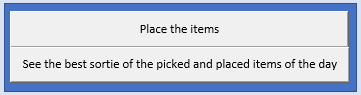 Place the items
See the best sortie of the picked and placed items of the day